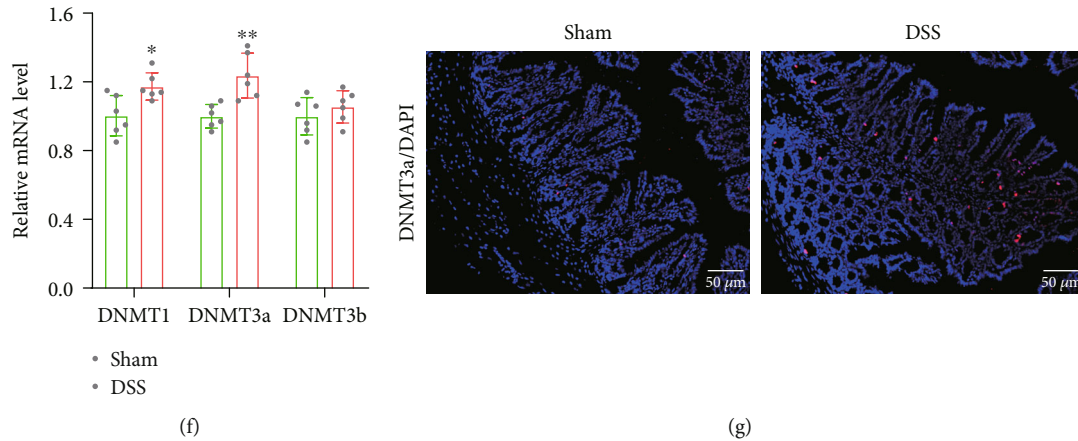 1.6
1.2
0.8
0.4
0.0
Relative mRNA level
*
**
DNMT1 DNMT3a DNMT3b
Sham
DSS
(f)
Sham DSS
DNMT3a/DAPI
50 μm
50 μm
(g)